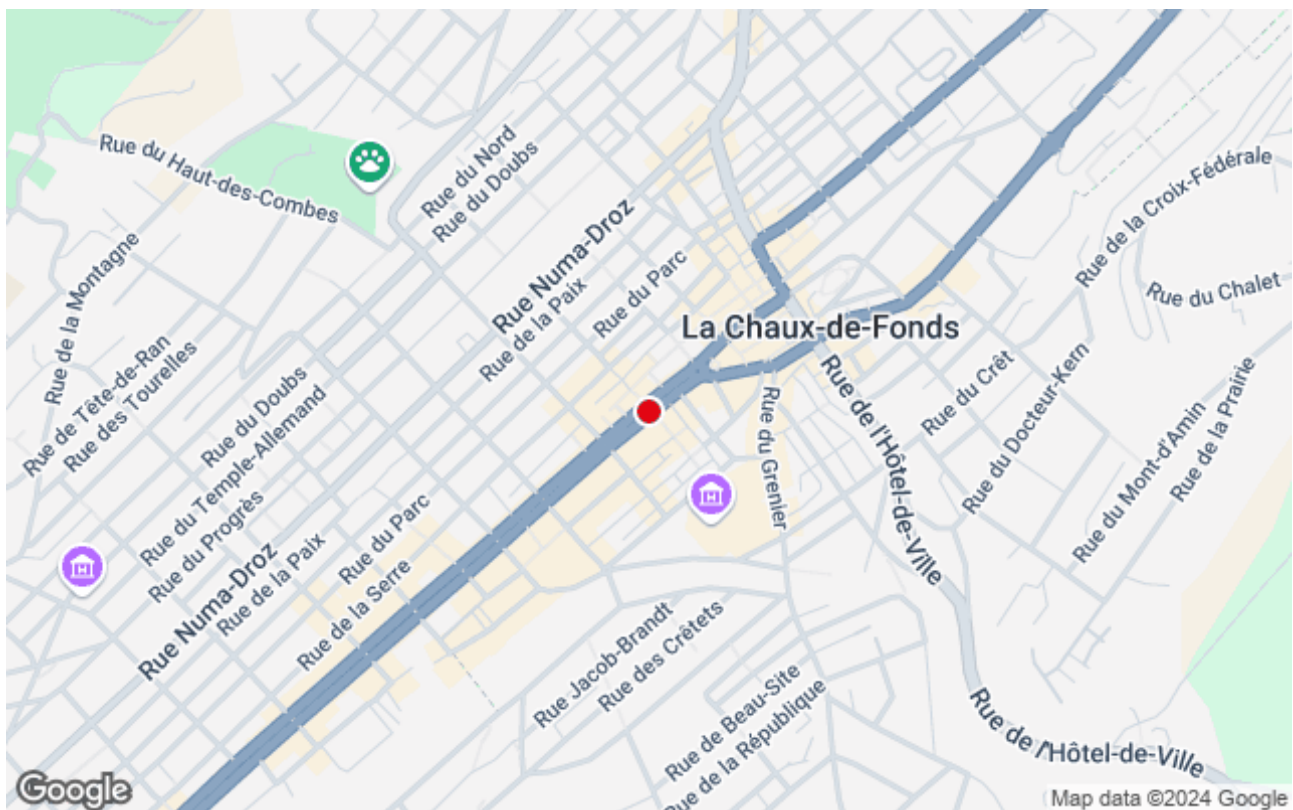 Rue du Haut-des-Combes
Rue du Nord
Rue du Doubs
Rue de la Croix-Fédérale
Rue de la Montagne
Rue Numa-Droz
Rue de la Paix
Rue du Parc
Rue du Chalet
La Chaux-de-Fonds
Rue de Tête-de-Ran
Rue des Tourelles
Rue du Doubs
Rue du Temple-Allemand
Rue du Progrès
Rue Numa-Droz
Rue de la Paix
Rue du Parc
Rue de la Serre
Rue du Grenier
Rue de l'Hôtel-de-Ville
Rue du Crêt
Rue du Docteur-Kern
Rue du Mont-d'Amin
Rue de la Prairie
Rue Jacob-Brandt
Rue des Crêtets
Rue de Beau-Site
Rue de la République
Rue de l'Hôtel-de-Ville
Google
Map data ©2024 Google